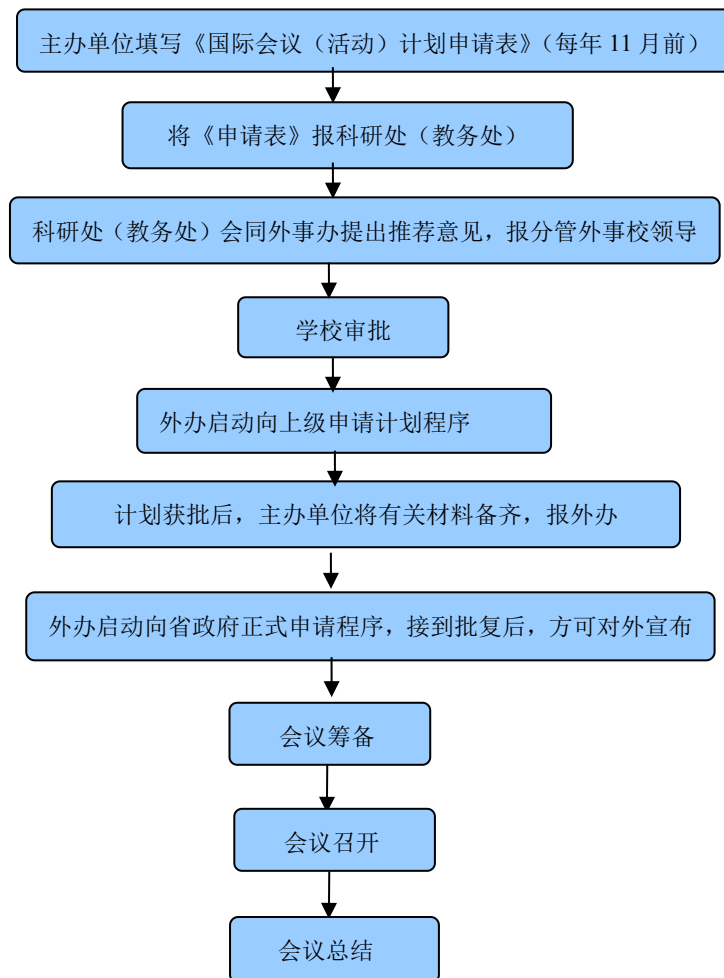 主办单位填写《国际会议（活动）计划申请表》（每年 11 月前）
将《申请表》报科研处（教务处）
科研处（教务处）会同外事办提出推荐意见，报分管外事校领导
学校审批
外办启动向上级申请计划程序
计划获批后，主办单位将有关材料备齐，报外办
外办启动向省政府正式申请程序，接到批复后，方可对外宣布
会议筹备
会议召开
会议总结